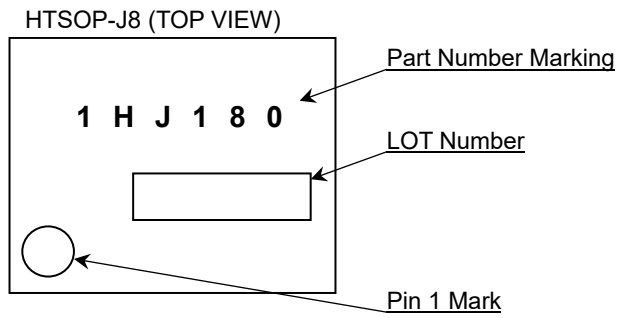 HTSOP-J8 (TOP VIEW)
Part Number Marking
1 H J 1 8 0
LOT Number
Pin 1 Mark